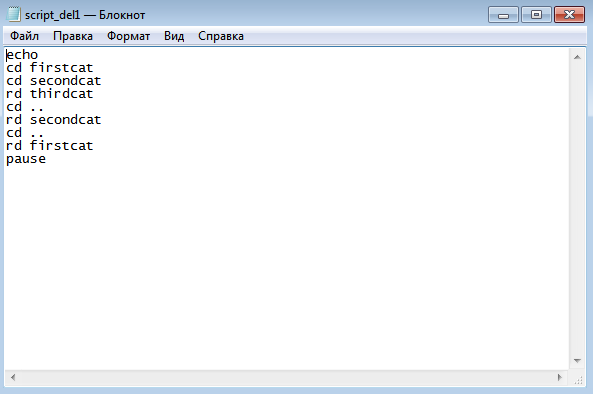 script_del1 — Блокнот
Файл Правка Формат Вид Справка
echo
cd firstcat
cd secondcat
rd thirdcat
cd ..
rd secondcat
cd ..
rd firstcat
pause